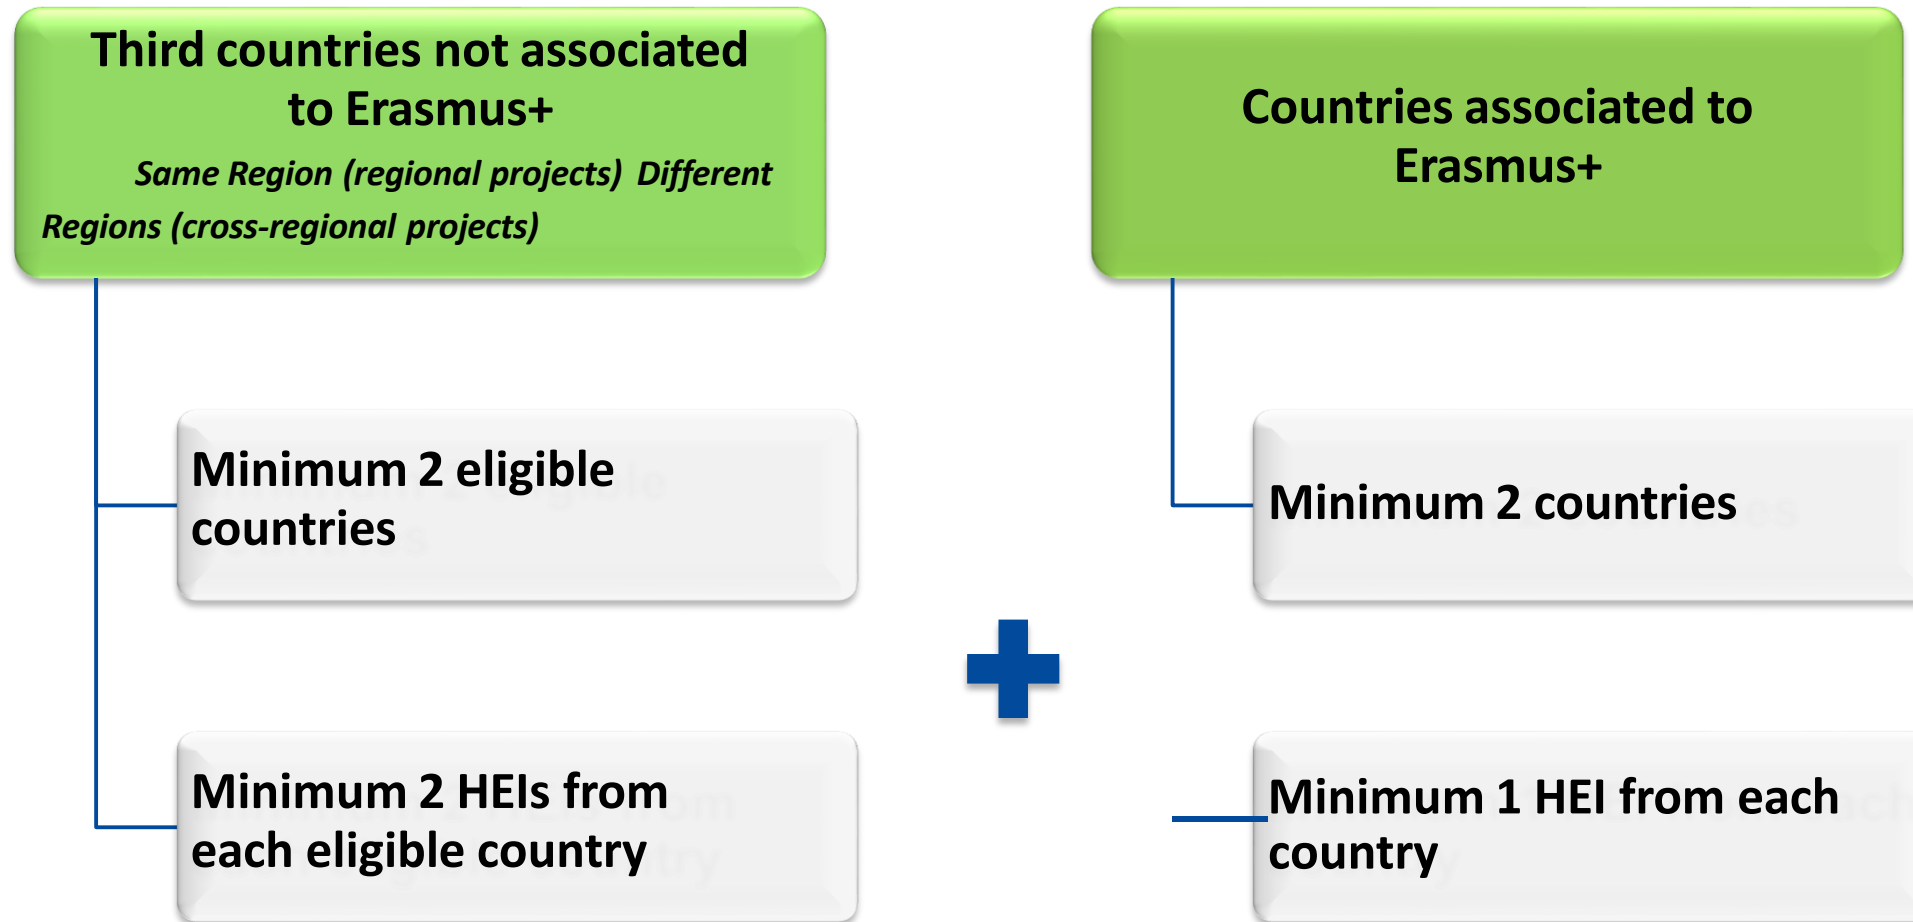 Third countries not associated
to Erasmus+
Same Region (regional projects) Different
Regions (cross-regional projects)
Minimum 2 eligible
countries
Minimum 2 HEIs from
each eligible country
Countries associated to
Erasmus+
Minimum 2 countries
Minimum 1 HEI from each
country